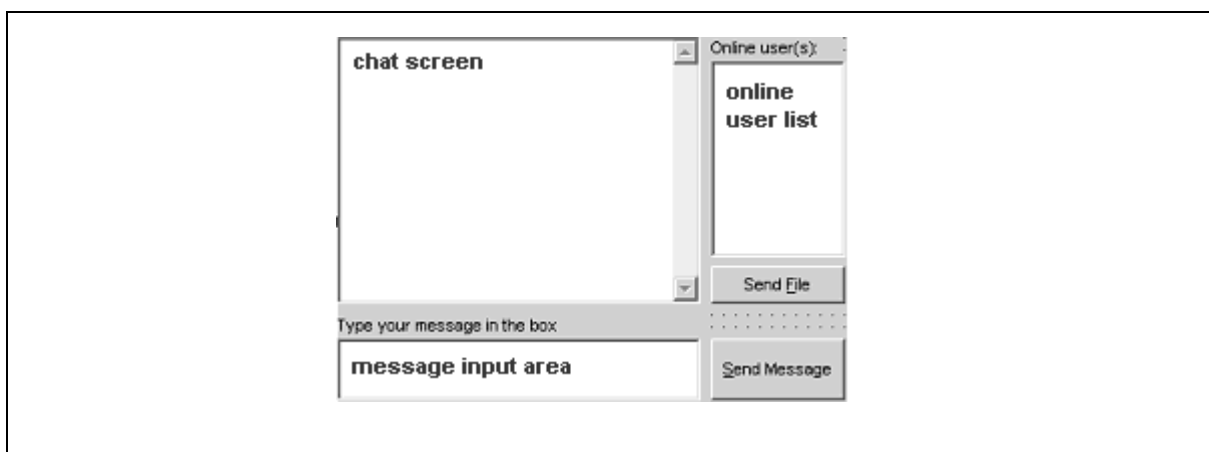 chat screen
Online user(s):
online
user list
Send File
Type your message in the box
message input area
Send Message